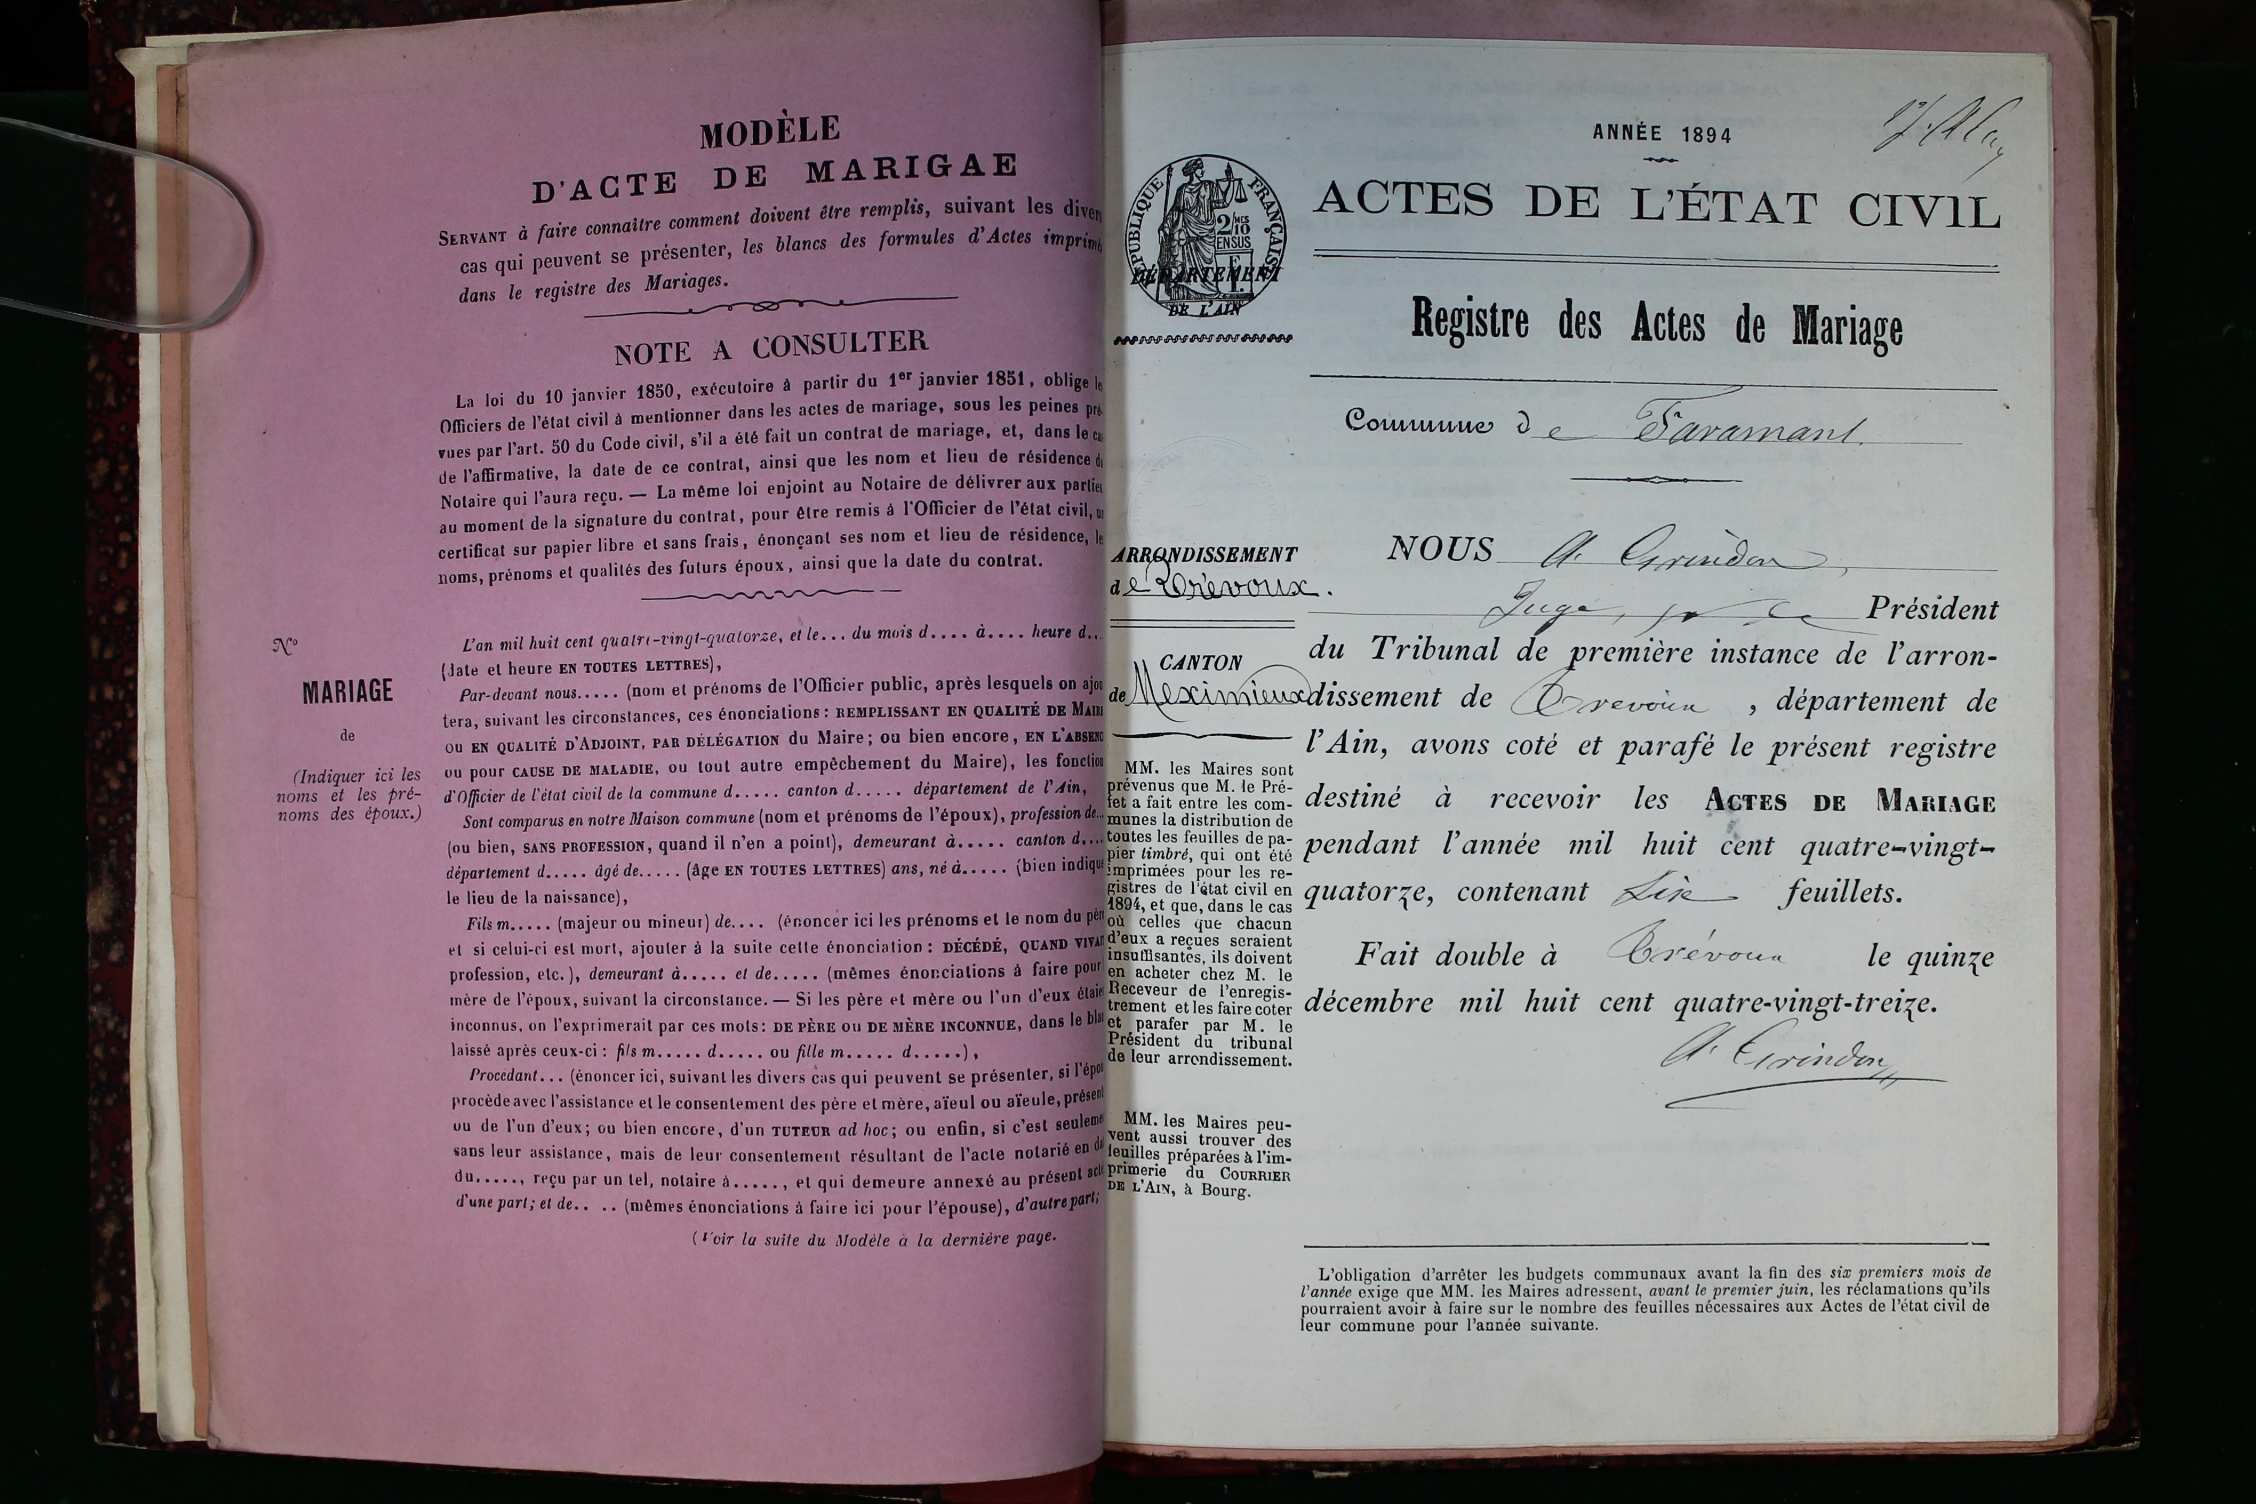 MODÈLE
D'ACTE DE MARIGAE
SERVANT à faire connaître comment doivent être remplis, suivant les divers
cas qui peuvent se présenter, les blancs des formules d'Actes imprimés
dans le registre des Mariages.
NOTE A CONSULTER
La loi du 10 janvier 1850, exécutoire à partir du 1er janvier 1851, oblige les
Officiers de l'état civil à mentionner dans les actes de mariage, sous les peines pré-
vues par l'art. 50 du Code civil, s'il a été fait un contrat de mariage, et, dans le cas
de l'affirmative, la date de ce contrat, ainsi que les nom et lieu de résidence du
Notaire qui l'aura reçu. — La même loi enjoint au Notaire de délivrer aux parties
au moment de la signature du contrat, pour être remis à l'Officier de l'état civil, un
certificat sur papier libre et sans frais, énonçant ses nom et lieu de résidence, les
noms, prénoms et qualités des futurs époux, ainsi que la date du contrat.
No
MARIAGE
de
(Indiquer ici les
noms et les pré-
noms des époux.)
L'an mil huit cent quatre-vingt-quatorze, et le... du mois d.... à.... heure d...
(date et heure EN TOUTES LETTRES),
Par-devant nous..... (nom et prénoms de l'Officier public, après lesquels on ajou
tera, suivant les circonstances, ces énonciations: REMPLISSANT EN QUALITÉ DE MAIRE
ou EN QUALITÉ D'ADJOINT, PAR DÉLÉGATION du Maire; ou bien encore, EN L'ABSENC
ou pour CAUSE DE MALADIE, ou tout autre empêchement du Maire), les fonction
d'Officier de l'état civil de la commune d..... canton d..... département de l'Ain,
Sont comparus en notre Maison commune (nom et prénoms de l'époux), profession de...
(ou bien, SANS PROFESSION, quand il n'en a point), demeurant à..... canton d....
département d..... âgé de..... (âge EN TOUTES LETTRES) ans, né à..... (bien indiqu
le lieu de la naissance),
Fils m..... (majeur ou mineur) de.... (énoncer ici les prénoms et le nom du père
et si celui-ci est mort, ajouter à la suite cette énonciation: DÉCÉDÉ, QUAND VIVAN
profession, etc.), demeurant à..... et de..... (mêmes énonciations à faire pour
mère de l'époux, suivant la circonstance. — Si les père et mère ou l'un d'eux étaie
inconnus, on l'exprimerait par ces mots: DE PÈRE OU DE MÈRE INCONNUE, dans le bla
laissé après ceux-ci: fils m..... d..... ou fille m..... d.....),
Procédant... (énoncer ici, suivant les divers cas qui peuvent se présenter, si l'épou
procède avec l'assistance et le consentement des père et mère, aïeul ou aïeule, présent
ou de l'un d'eux; ou bien encore, d'un TUTEUR ad hoc; ou enfin, si c'est seuleme
sans leur assistance, mais de leur consentement résultant de l'acte notarié en da
du....., reçu par un tel, notaire à....., et qui demeure annexé au présent acte
d'une part; et de.. .. (mêmes énonciations à faire ici pour l'épouse), d'autre part;
(Voir la suite du Modèle à la dernière page.
RÉPUBLIQUE FRANÇAISE
2/MES
10
EN SUS
DÉPARTEMENT
DE L'AIN
ARRONDISSEMENT
de Trévoux.
CANTON
de Meximieux
MM. les Maires sont
prévenus que M. le Pré-
fet a fait entre les com-
munes la distribution de
toutes les feuilles de pa-
pier timbré, qui ont été
imprimées pour les re-
gistres de l'état civil en
1894, et que, dans le cas
où celles que chacun
d'eux a reçues seraient
insuffisantes, ils doivent
en acheter chez M. le
Receveur de l'enregis-
trement et les faire coter
et parafer par M. le
Président du tribunal
de leur arrondissement.
MM. les Maires peu-
vent aussi trouver des
feuilles préparées à l'im-
primerie du COURRIER
DE L'AIN, à Bourg.
ANNÉE 1894
ACTES DE L'ÉTAT CIVIL
Registre des Actes de Mariage
Commune de Faramans
NOUS A. Grindon,
Juge, Président
du Tribunal de première instance de l'arron-
dissement de Trevoux, département de
l'Ain, avons coté et parafé le présent registre
destiné à recevoir les ACTES DE MARIAGE
pendant l'année mil huit cent quatre-vingt-
quatorze, contenant Six feuillets.
Fait double à Trévoux le quinze
décembre mil huit cent quatre-vingt-treize.
A. Grindon
L'obligation d'arrêter les budgets communaux avant la fin des six premiers mois de
l'année exige que MM. les Maires adressent, avant le premier juin, les réclamations qu'ils
pourraient avoir à faire sur le nombre des feuilles nécessaires aux Actes de l'état civil de
leur commune pour l'année suivante.